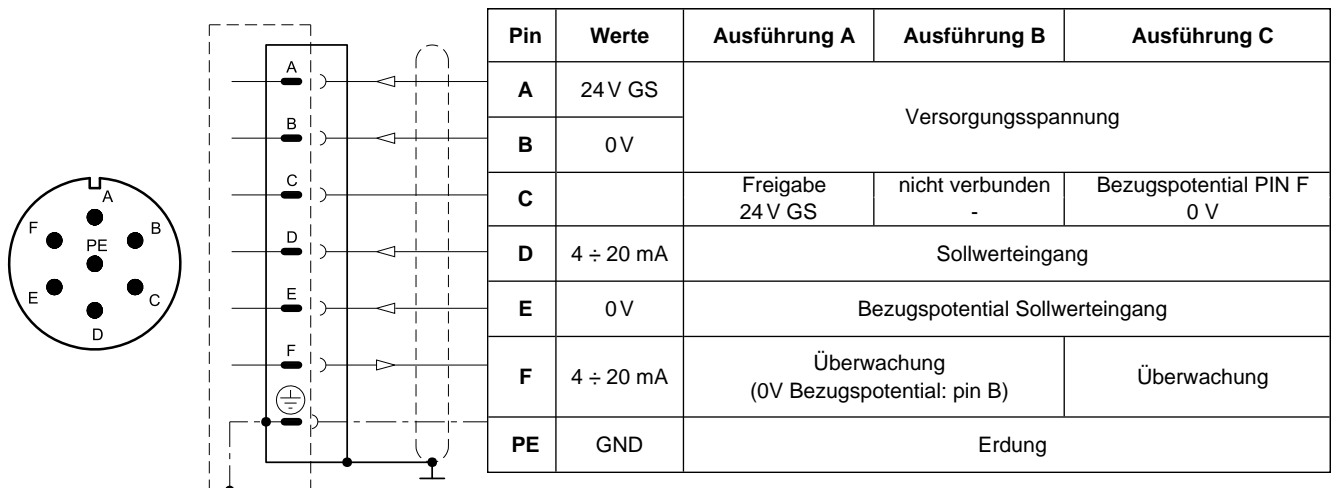 A
F
B
PE
E
C
D
A
B
C
D
E
F
Pin Werte Ausführung A Ausführung B Ausführung C
A 24 V GS
Versorgungsspannung
B 0 V
C Freigabe nicht verbunden Bezugspotential PIN F
24 V GS - 0 V
D 4 ÷ 20 mA Sollwerteingang
E 0 V Bezugspotential Sollwerteingang
F 4 ÷ 20 mA Überwachung Überwachung
(0V Bezugspotential: pin B)
PE GND Erdung